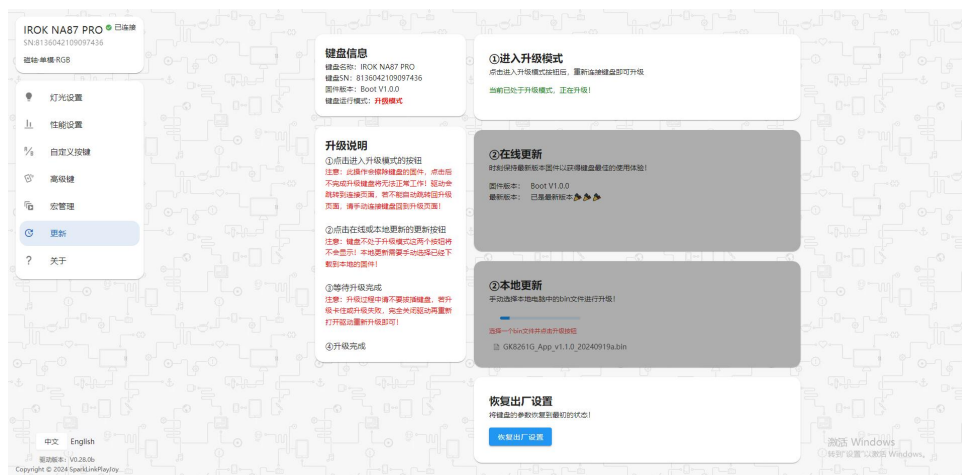 IROK NA87 PRO 已连接
SN:8136042109097436
磁轴·单模·RGB
灯光设置
性能设置
自定义按键
高级键
宏管理
更新
关于
中文 English
驱动版本: V0.28.0b
Copyright © 2024 SparkLinkPlayJoy
键盘信息
键盘名称: IROK NA87 PRO
键盘SN: 8136042109097436
固件版本: Boot V1.0.0
键盘运行模式: 升级模式
升级说明
①点击进入升级模式的按钮
注意: 此操作会擦除键盘的固件, 点击后
不完成升级键盘将无法正常工作! 驱动会
跳转到连接页面, 若不能自动跳转回升级
页面, 请手动连接键盘回到升级页面!
②点击在线或本地更新的更新按钮
注意: 键盘不处于升级模式这两个按钮将
不会显示! 本地更新需要手动选择已经下
载到本地的固件!
③等待升级完成
注意: 升级过程中请不要拔插键盘, 若升
级卡住或升级失败, 完全关闭驱动再重新
打开驱动重新升级即可!
④升级完成
①进入升级模式
点击进入升级模式按钮后, 重新连接键盘即可升级
当前已处于升级模式, 正在升级!
②在线更新
时刻保持最新版本固件以获得键盘最佳的使用体验!
固件版本: Boot V1.0.0
最新版本: 已是最新版本
②本地更新
手动选择本地电脑中的bin文件进行升级!
选择一个bin文件并点击升级按钮
GK8261G_App_v1.1.0_20240919a.bin
恢复出厂设置
将键盘的参数恢复到最初的状态!
恢复出厂设置
激活 Windows
转到"设置"以激活 Windows。